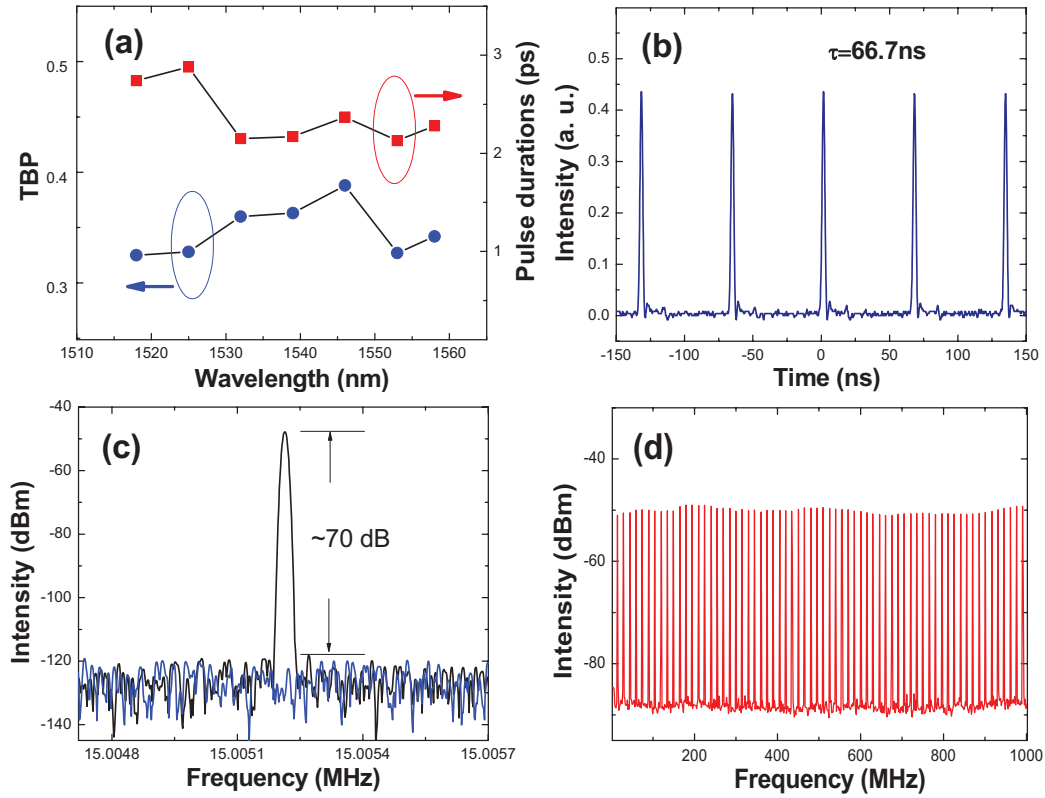 (a)
TBP
0.5
0.4
0.3
3
2
1
Pulse durations (ps)
1510 1520 1530 1540 1550 1560
Wavelength (nm)
(b)
τ=66.7ns
Intensity (a. u.)
0.5
0.4
0.3
0.2
0.1
0.0
-150 -100 -50 0 50 100 150
Time (ns)
(c)
~70 dB
Intensity (dBm)
-40
-60
-80
-100
-120
-140
15.0048 15.0051 15.0054 15.0057
Frequency (MHz)
(d)
Intensity (dBm)
-40
-60
-80
200 400 600 800 1000
Frequency (MHz)